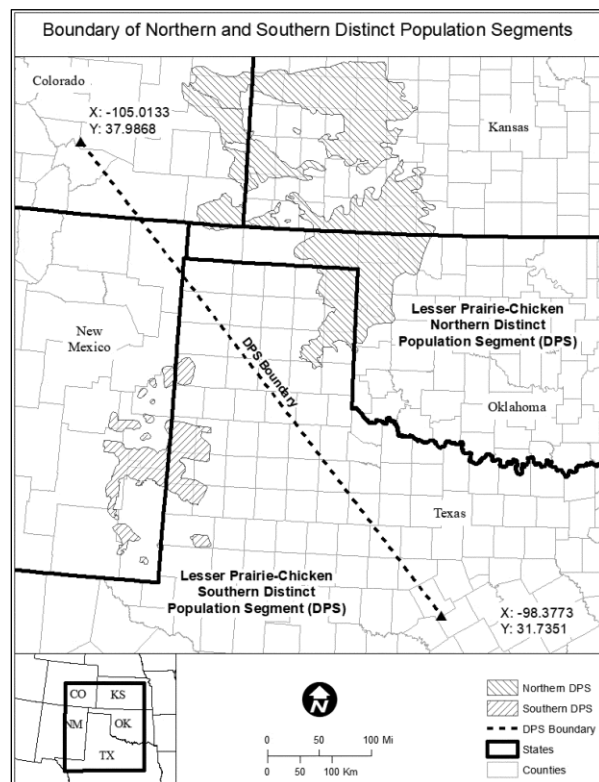 Boundary of Northern and Southern Distinct Population Segments
Colorado
X: -105.0133
Y: 37.9868
Kansas
New
Mexico
DPS Boundary
Lesser Prairie-Chicken
Northern Distinct
Population Segment (DPS)
Oklahoma
Texas
Lesser Prairie-Chicken
Southern Distinct
Population Segment (DPS)
X: -98.3773
Y: 31.7351
CO
KS
NM
OK
TX
N
0 50 100 Mi
0 50 100 Km
Northern DPS
Southern DPS
DPS Boundary
States
Counties